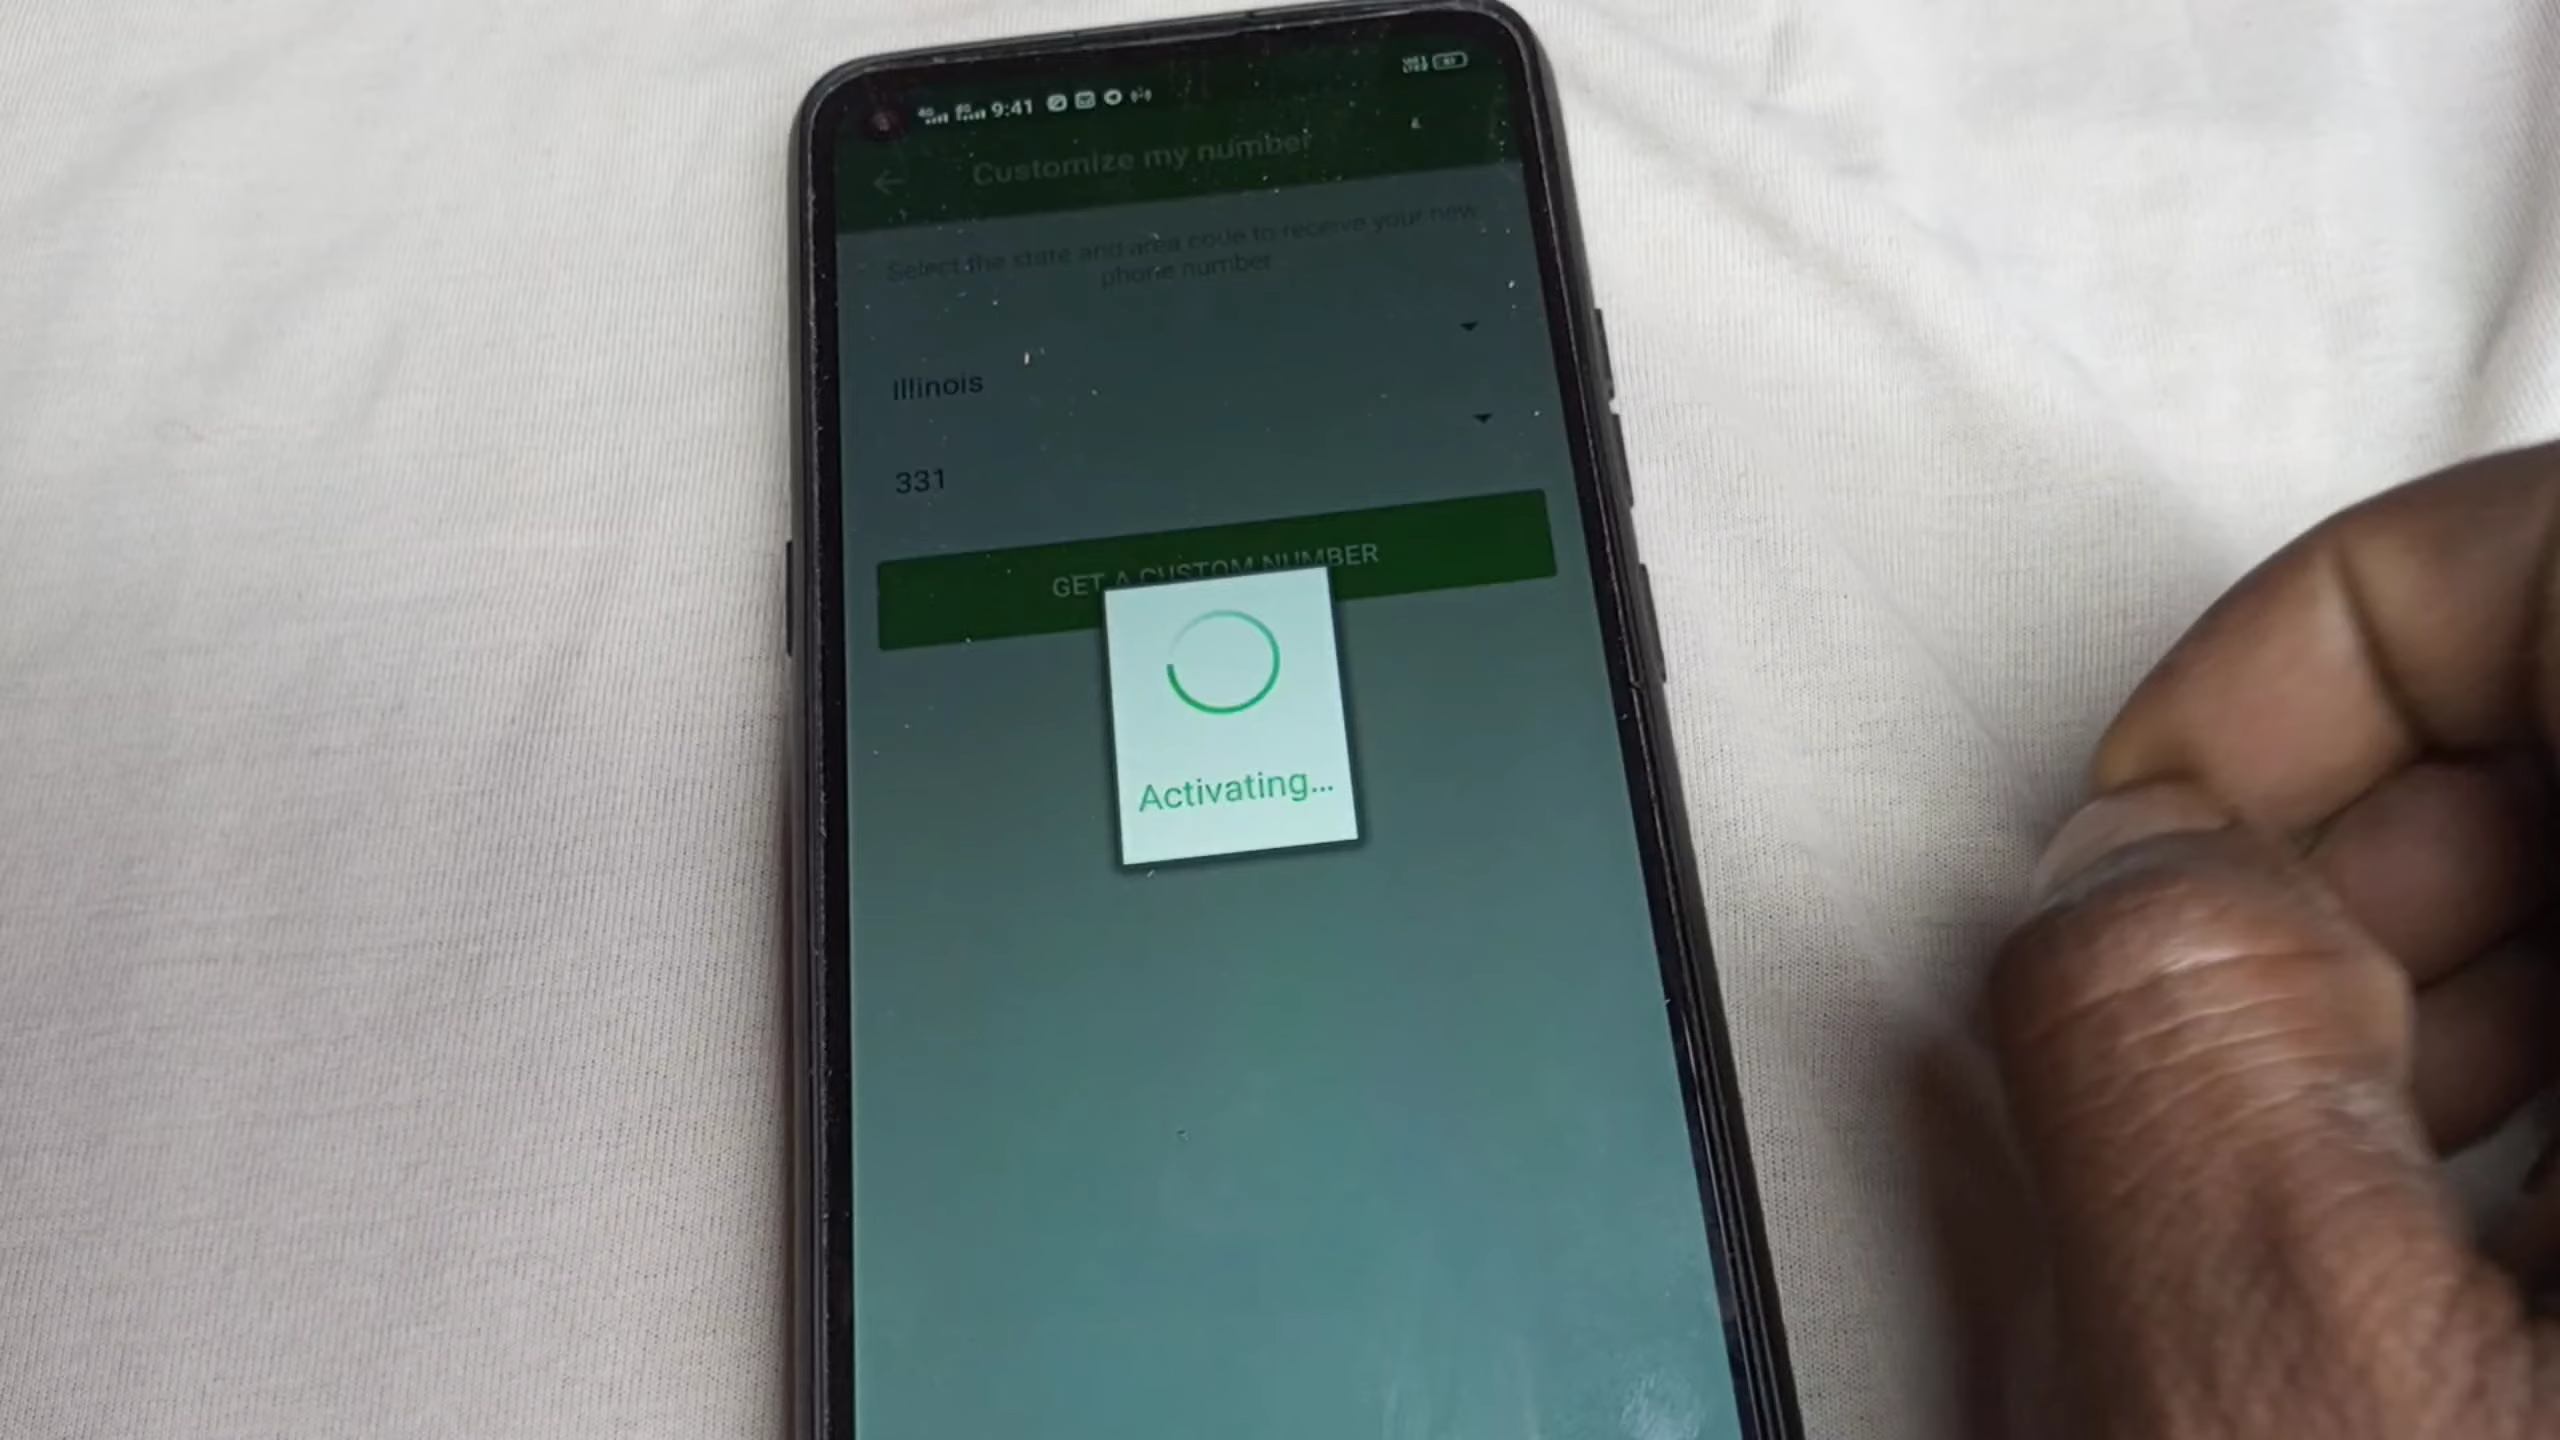 9:41
Customize my number
Select the state and area code to receive your new
phone number
Illinois
331
GET A CUSTOM NUMBER
Activating...